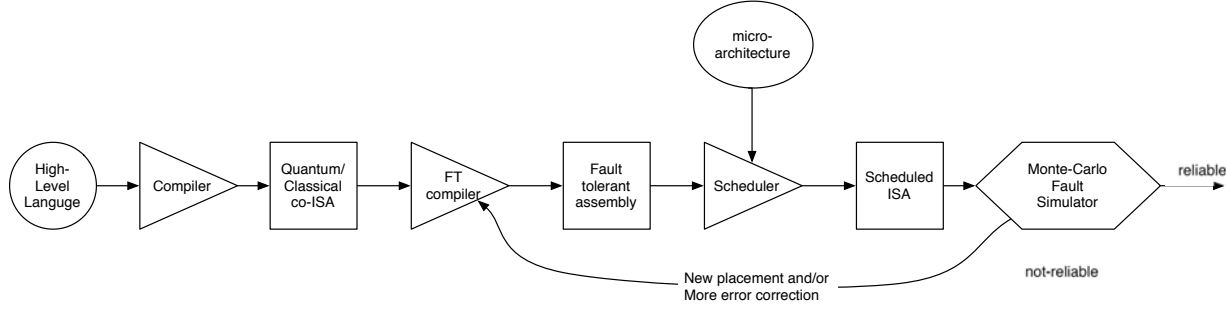 micro-
architecture
High-
Level
Languge
Compiler
Quantum/
Classical
co-ISA
FT
compiler
Fault
tolerant
assembly
Scheduler
Scheduled
ISA
Monte-Carlo
Fault
Simulator
reliable
not-reliable
New placement and/or
More error correction